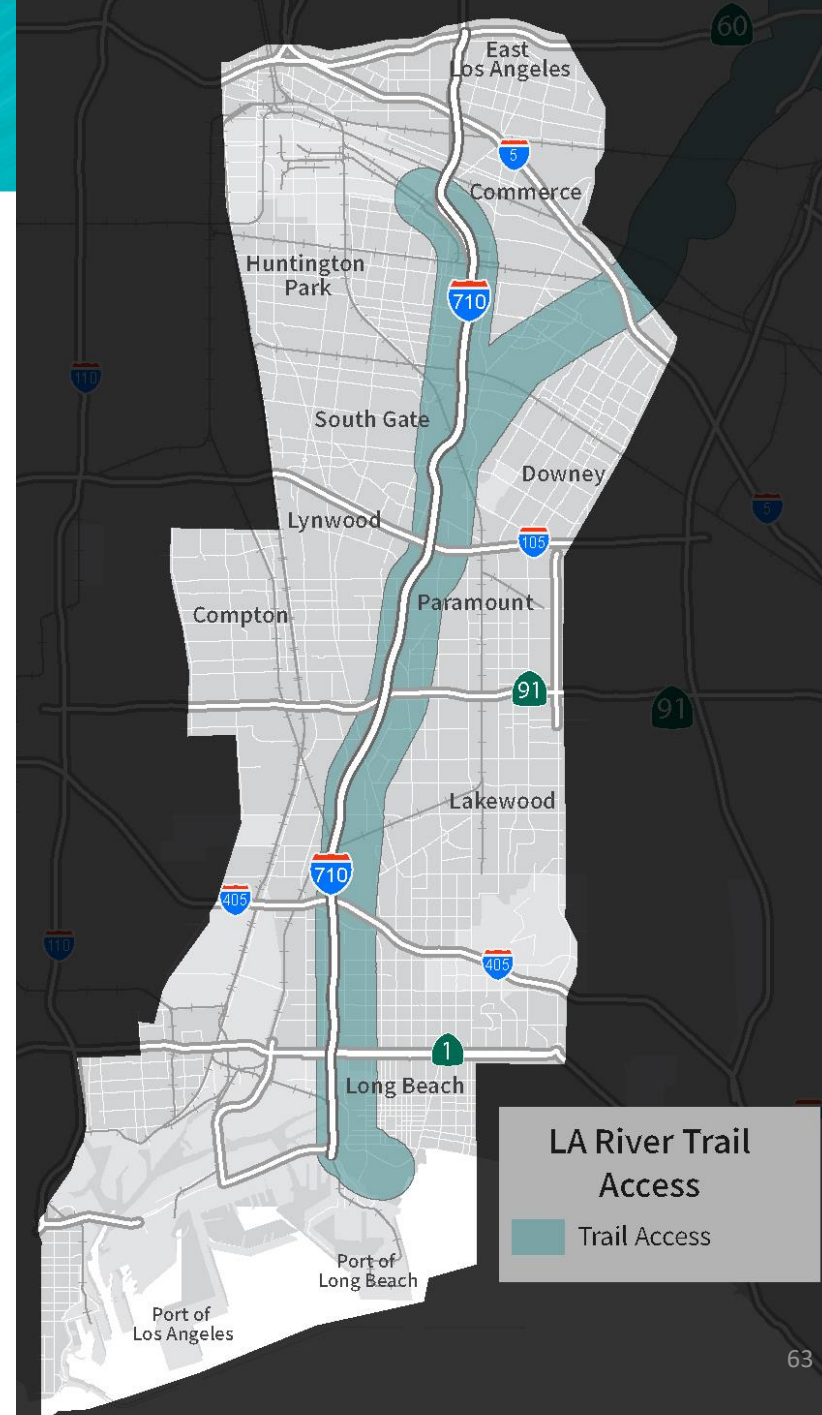 60
East
Los Angeles
5
Commerce
Huntington
Park
710
110
South Gate
Downey
5
Lynwood
105
Compton
Paramount
91
91
Lakewood
710
405
110
405
1
Long Beach
LA River Trail
Access
Trail Access
Port of
Long Beach
Port of
Los Angeles
63